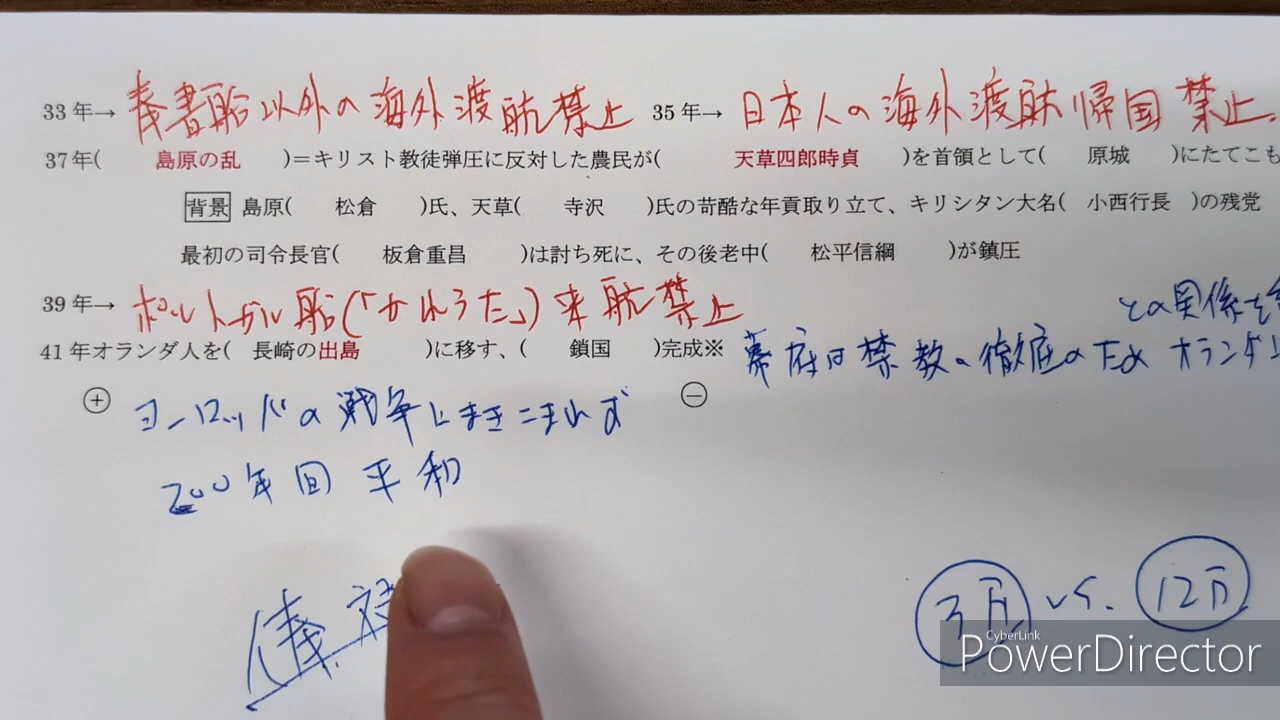 33年→ 奉書船以外の海外渡航禁止 35年→ 日本人の海外渡航帰国禁止。
37年( 島原の乱 )＝キリスト教徒弾圧に反対した農民が( 天草四郎時貞 )を首領として( 原城 )にたてこも
背景 島原( 松倉 )氏、天草( 寺沢 )氏の苛酷な年貢取り立て、キリシタン大名( 小西行長 )の残党
最初の司令長官( 板倉重昌 )は討ち死に、その後老中( 松平信綱 )が鎮圧
39年→ ポルトガル船(「かれうた」)来航禁止
との関係を
41年オランダ人を( 長崎の出島 )に移す、( 鎖国 )完成※ 幕府は禁教の徹底のため オランダ
⊕ ヨーロッパの戦争にまきこまれず ⊖
200年間 平和
3万 vs. 12万
CyberLink
PowerDirector